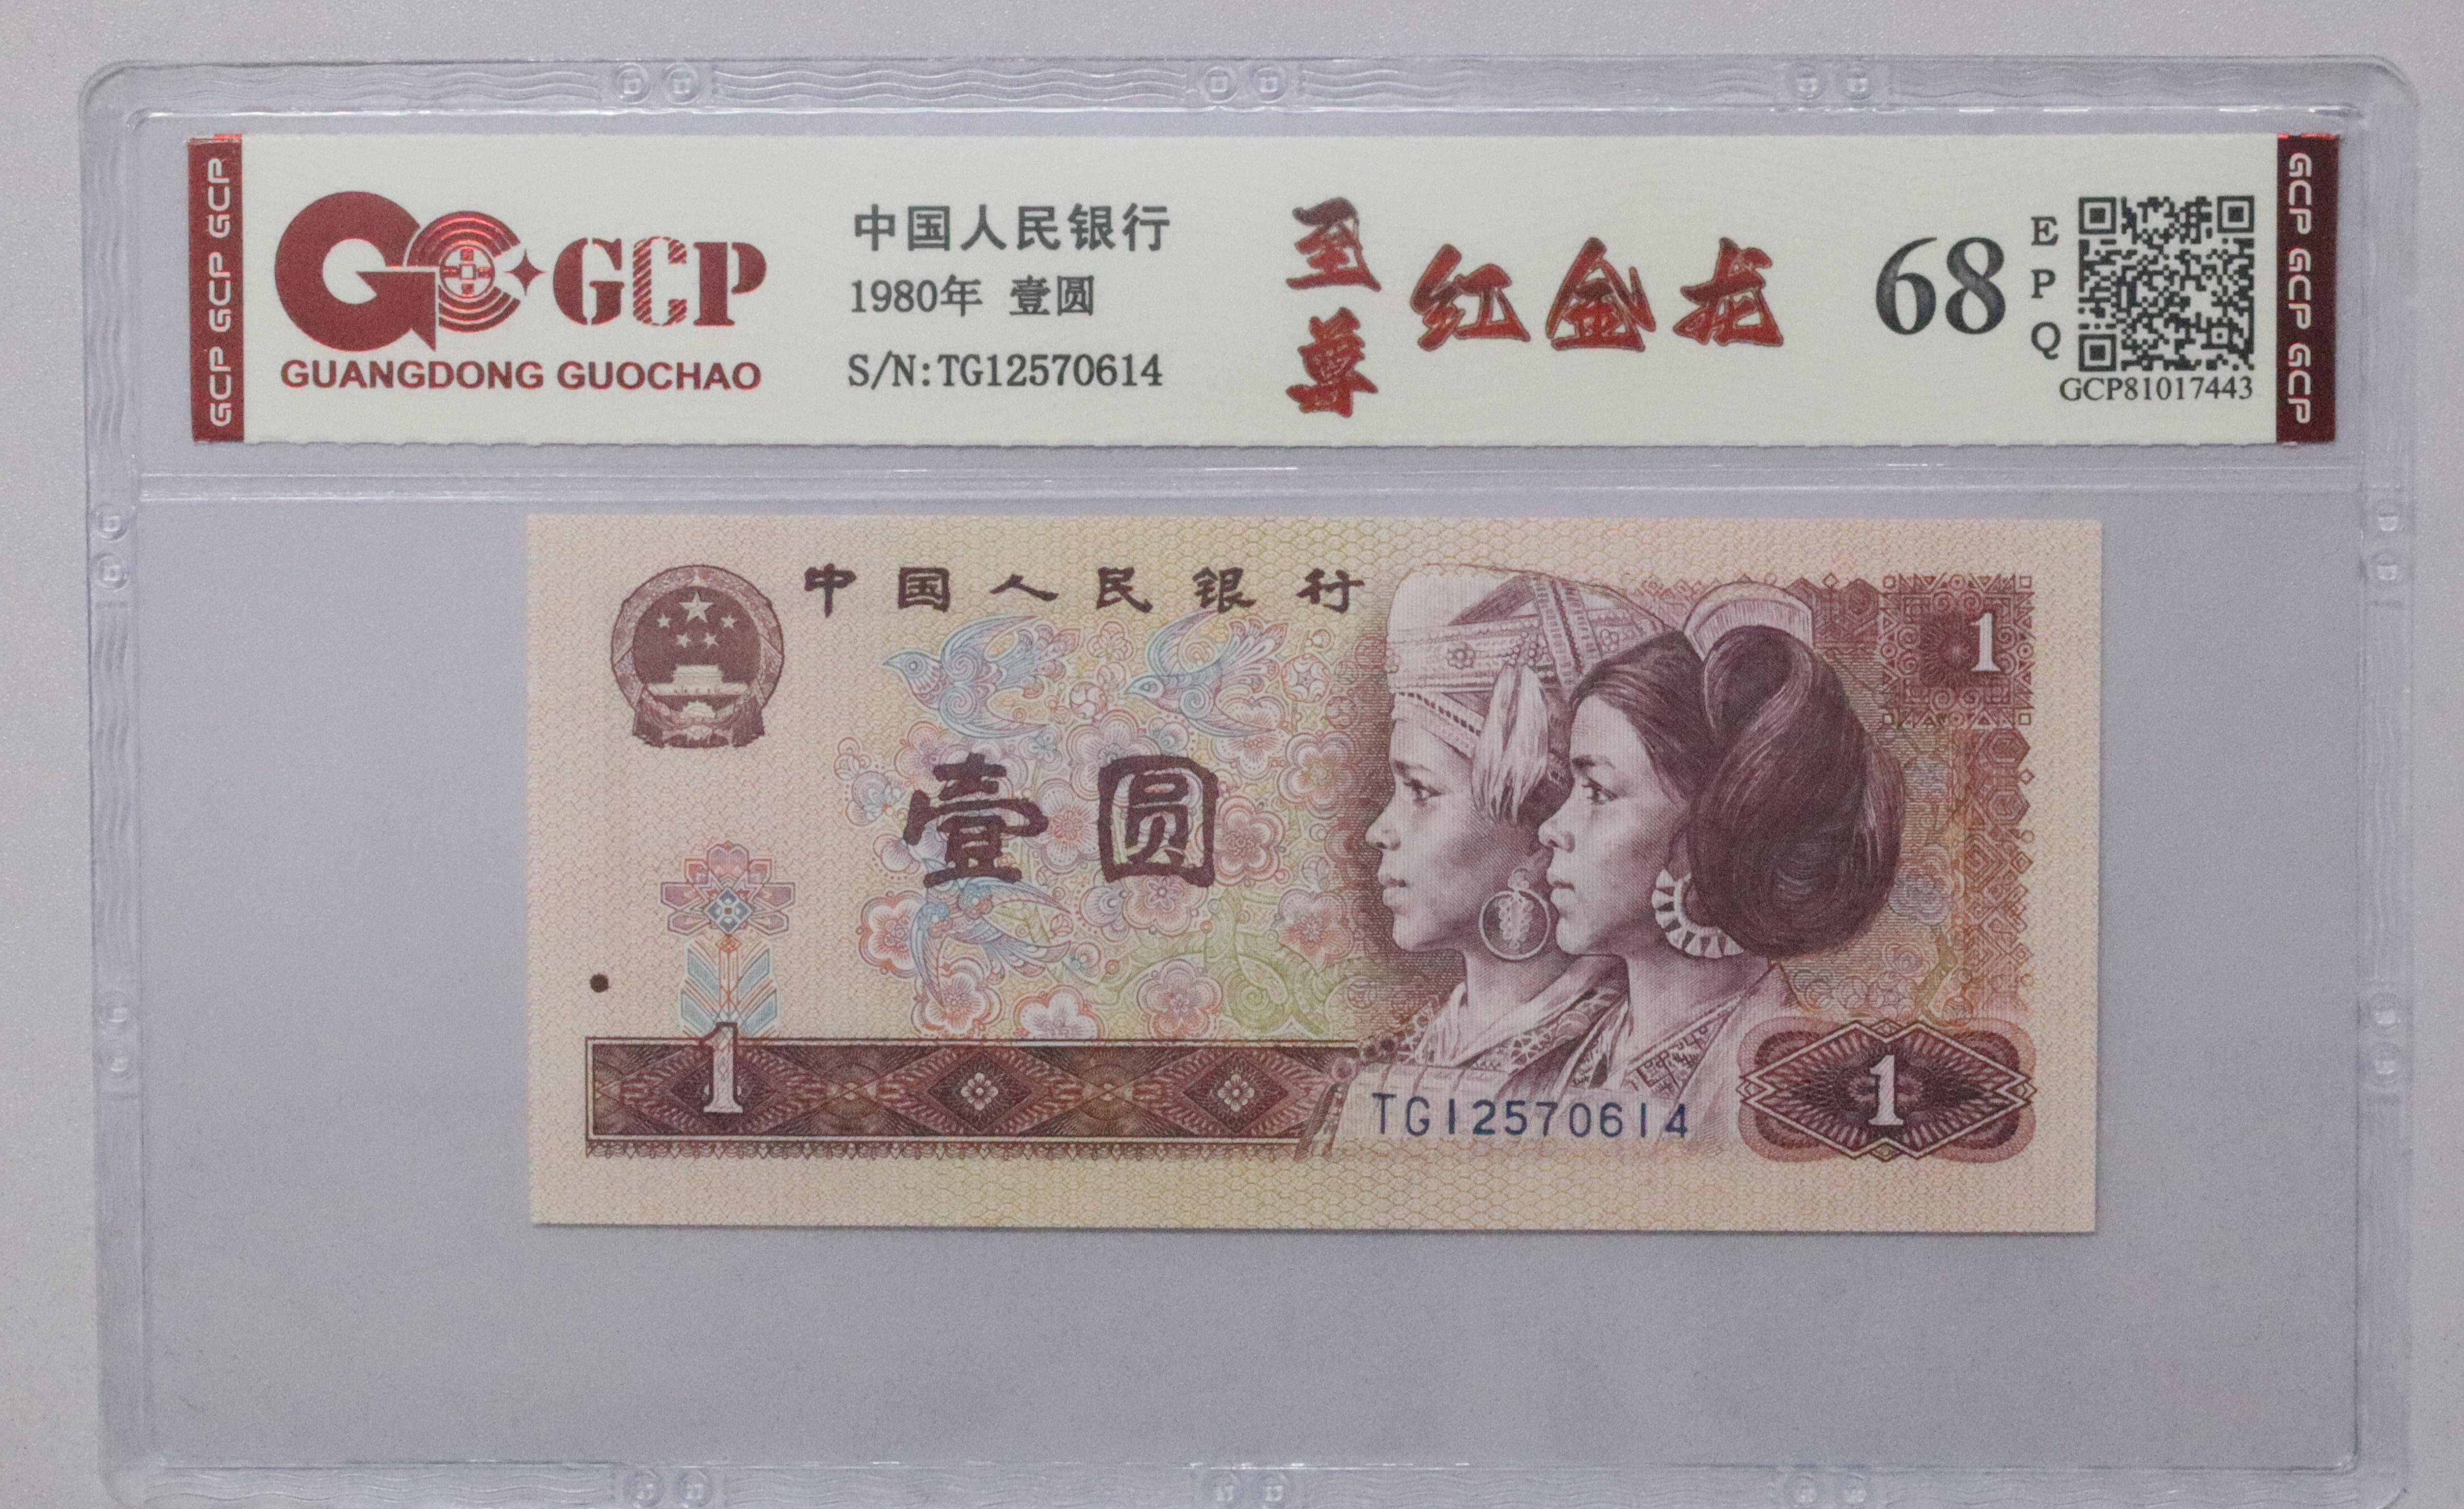 GCP GCP GCP
GCP
GUANGDONG GUOCHAO
中国人民银行
1980年 壹圆
S/N:TG12570614
至尊
红金龙
68
EPQ
GCP81017443
GCP GCP GCP
中国人民银行
1
壹圆
1
TG12570614
1